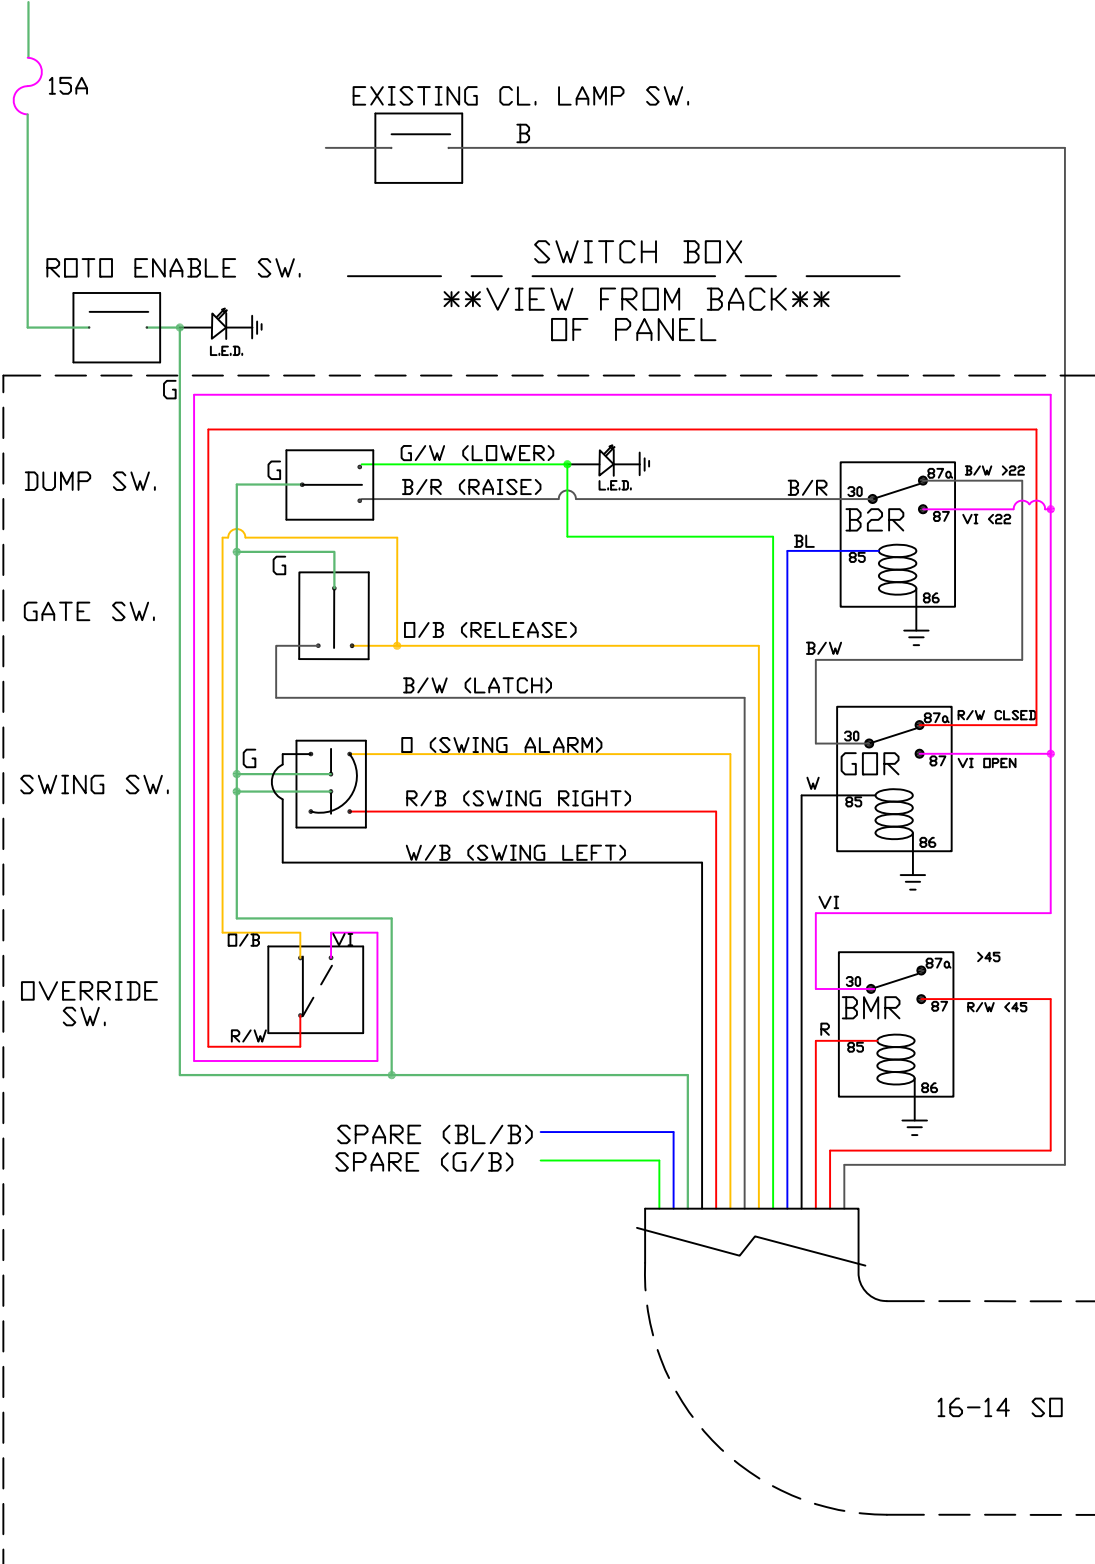 15A
EXISTING CL. LAMP SW.
B
SWITCH BOX
**VIEW FROM BACK**
OF PANEL
ROTO ENABLE SW.
L.E.D.
G
DUMP SW.
G
G/W (LOWER)
L.E.D.
B/R (RAISE)
B/R
30
87a
B/W >22
B2R
87
VI <22
BL
85
86
GATE SW.
G
O/B (RELEASE)
B/W (LATCH)
B/W
30
87a
R/W CLSED
GOR
87
VI OPEN
W
85
86
SWING SW.
G
O (SWING ALARM)
R/B (SWING RIGHT)
W/B (SWING LEFT)
VI
30
87a
>45
BMR
87
R/W <45
R
85
86
OVERRIDE
SW.
O/B
VI
R/W
SPARE (BL/B)
SPARE (G/B)
16-14 SO